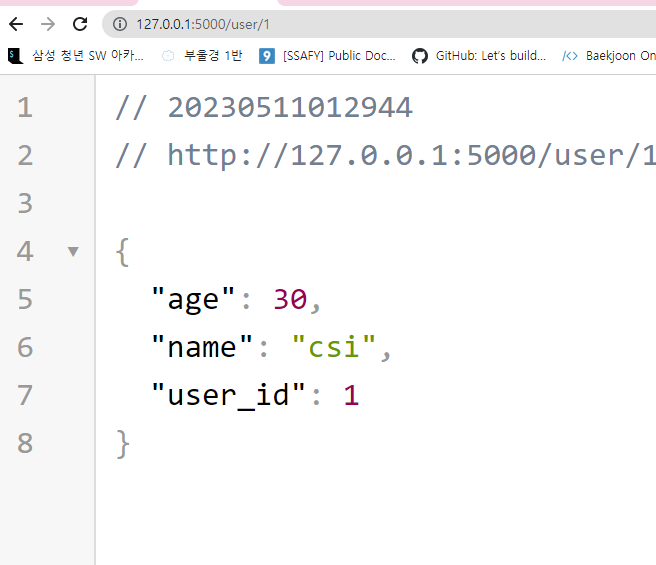 127.0.0.1:5000/user/1
삼성 청년 SW 아카... 부울경 1반 9 [SSAFY] Public Doc... GitHub: Let's build... Baekjoon On
1 // 20230511012944
2 // http://127.0.0.1:5000/user/1
3
4 {
5 "age": 30,
6 "name": "csi",
7 "user_id": 1
8 }